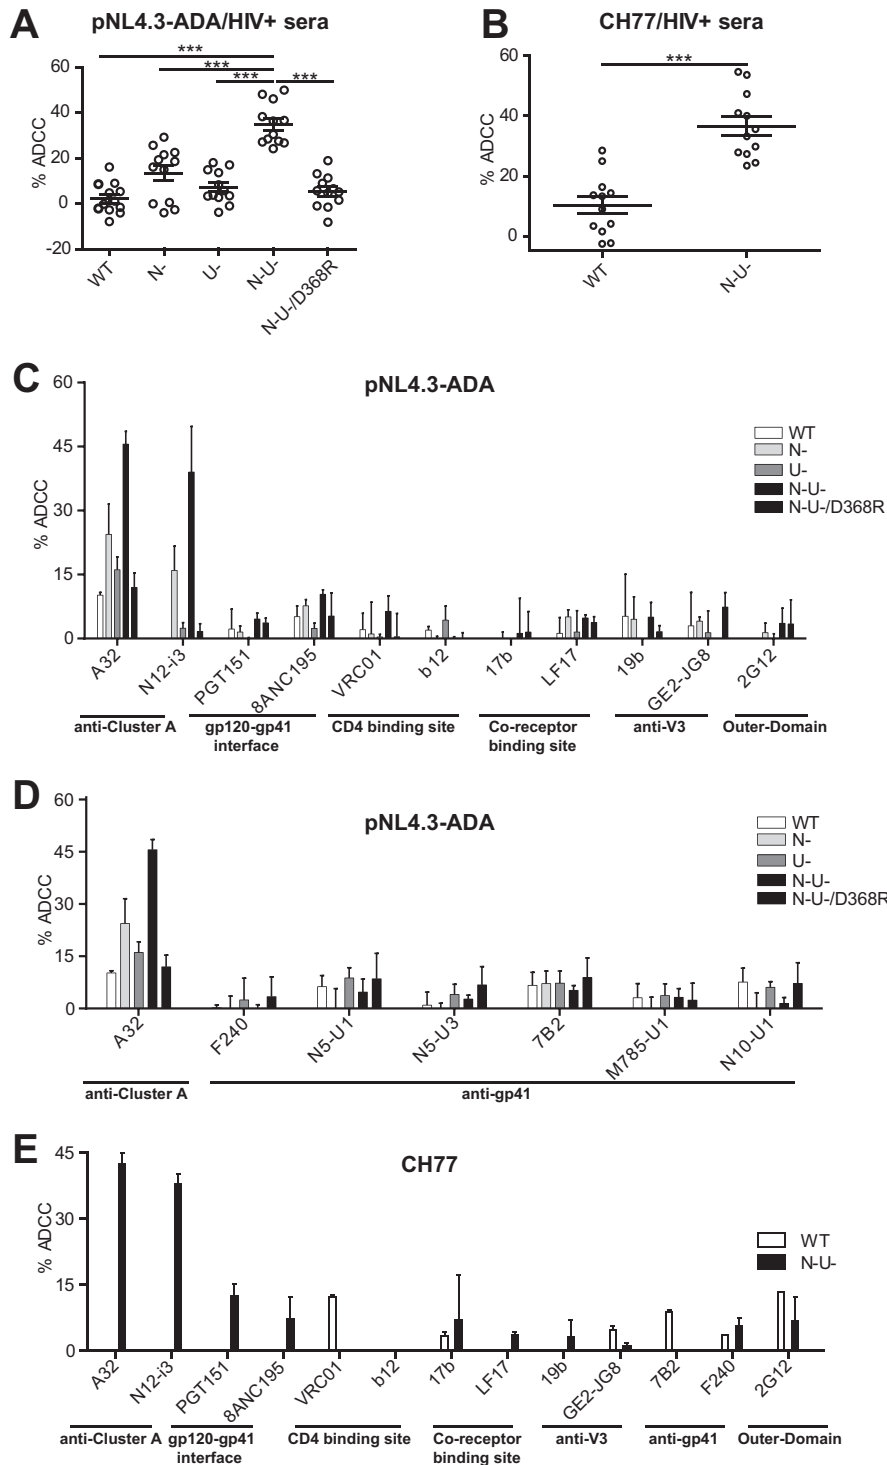 A
pNL4.3-ADA/HIV+ sera
***
***
*** ***
% ADCC
60
40
20
0
-20
WT
N-
U-
N-U-
N-U-/D368R
B
CH77/HIV+ sera
***
% ADCC
60
40
20
0
WT
N-U-
C
pNL4.3-ADA
% ADCC
60
45
30
15
0
WT
N-
U-
N-U-
N-U-/D368R
A32
N12-i3
PGT151
8ANC195
VRC01
b12
17b
LF17
19b
GE2-JG8
2G12
anti-Cluster A
gp120-gp41
interface
CD4 binding site
Co-receptor
binding site
anti-V3
Outer-Domain
D
pNL4.3-ADA
% ADCC
60
45
30
15
0
WT
N-
U-
N-U-
N-U-/D368R
A32
F240
N5-U1
N5-U3
7B2
M785-U1
N10-U1
anti-Cluster A
anti-gp41
E
CH77
% ADCC
45
30
15
0
WT
N-U-
A32
N12-i3
PGT151
8ANC195
VRC01
b12
17b
LF17
19b
GE2-JG8
7B2
F240
2G12
anti-Cluster A
gp120-gp41
interface
CD4 binding site
Co-receptor
binding site
anti-V3
anti-gp41
Outer-Domain